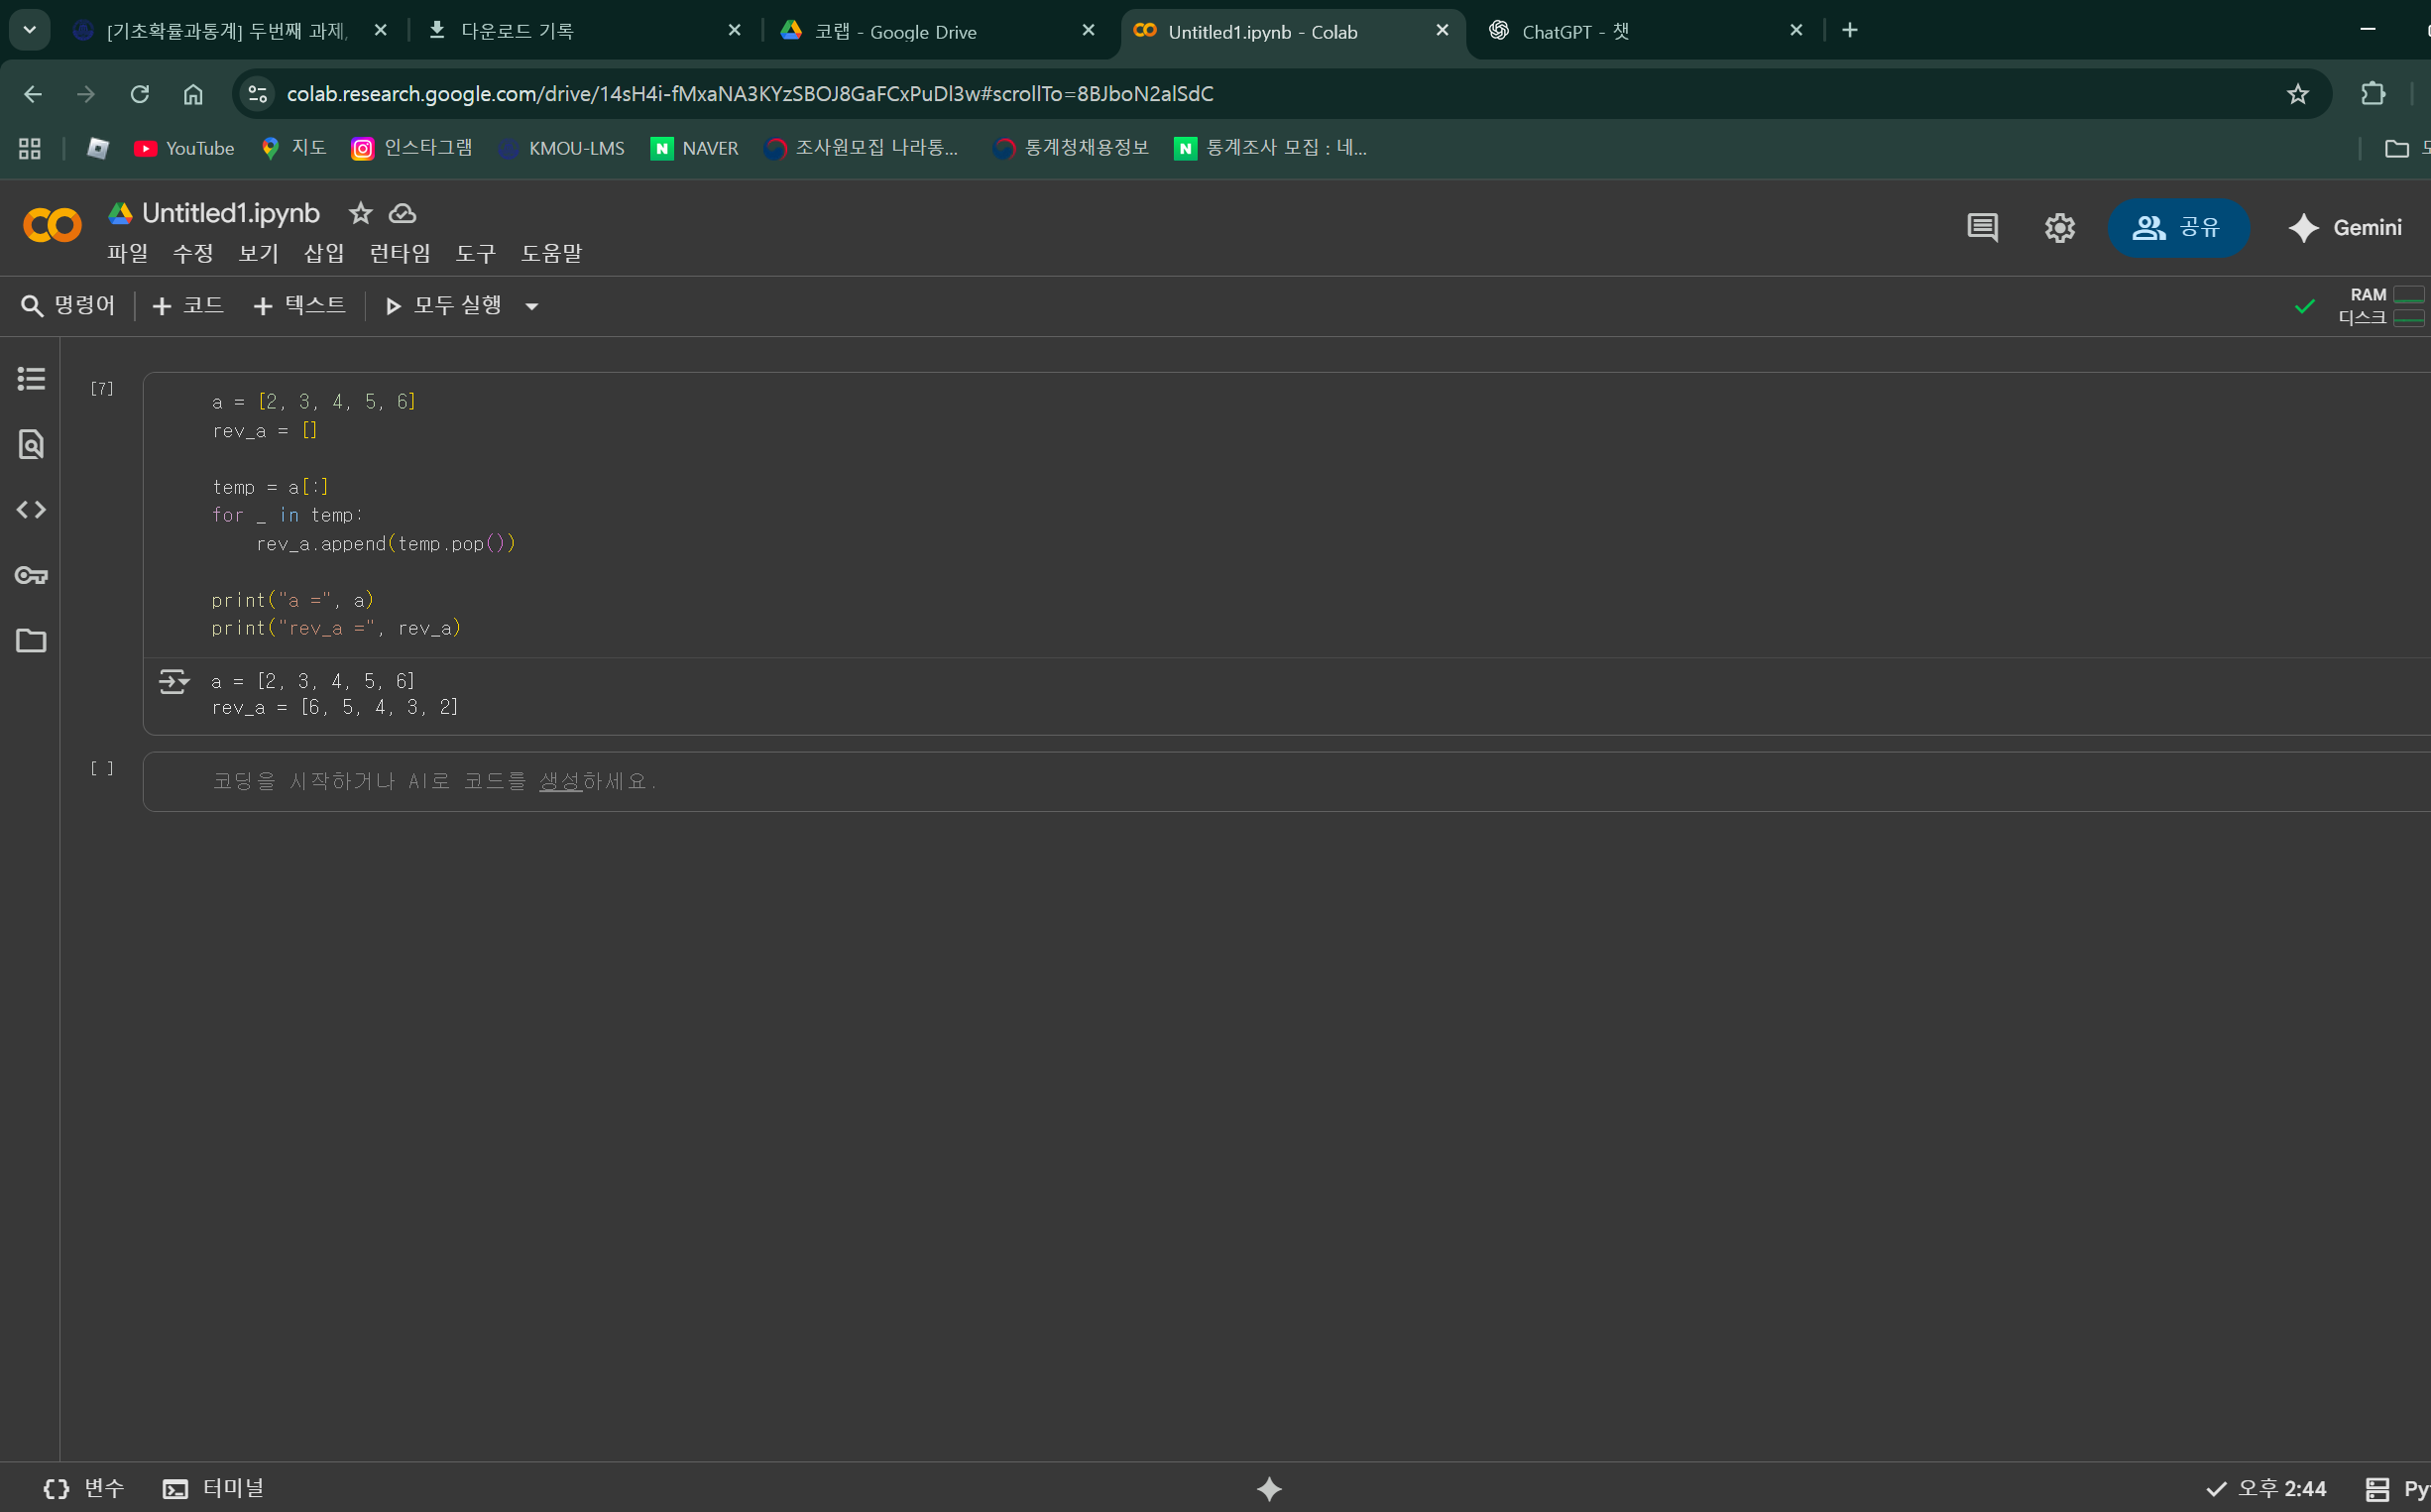 [기초확률과통계] 두번째 과제,
다운로드 기록
코랩 - Google Drive
Untitled1.ipynb - Colab
ChatGPT - 챗
colab.research.google.com/drive/14sH4i-fMxaNA3KYzSBOJ8GaFCxPuDl3w#scrollTo=8BJboN2alSdC
YouTube
지도
인스타그램
KMOU-LMS
NAVER
조사원모집 나라통...
통계청채용정보
통계조사 모집 : 네...
Untitled1.ipynb
파일 수정 보기 삽입 런타임 도구 도움말
공유
Gemini
명령어
+ 코드
+ 텍스트
모두 실행
RAM
디스크
[7]
a = [2, 3, 4, 5, 6]
rev_a = []
temp = a[:]
for _ in temp:
    rev_a.append(temp.pop())
print("a =", a)
print("rev_a =", rev_a)
a = [2, 3, 4, 5, 6]
rev_a = [6, 5, 4, 3, 2]
[ ]
코딩을 시작하거나 AI로 코드를 생성하세요.
변수
터미널
오후 2:44